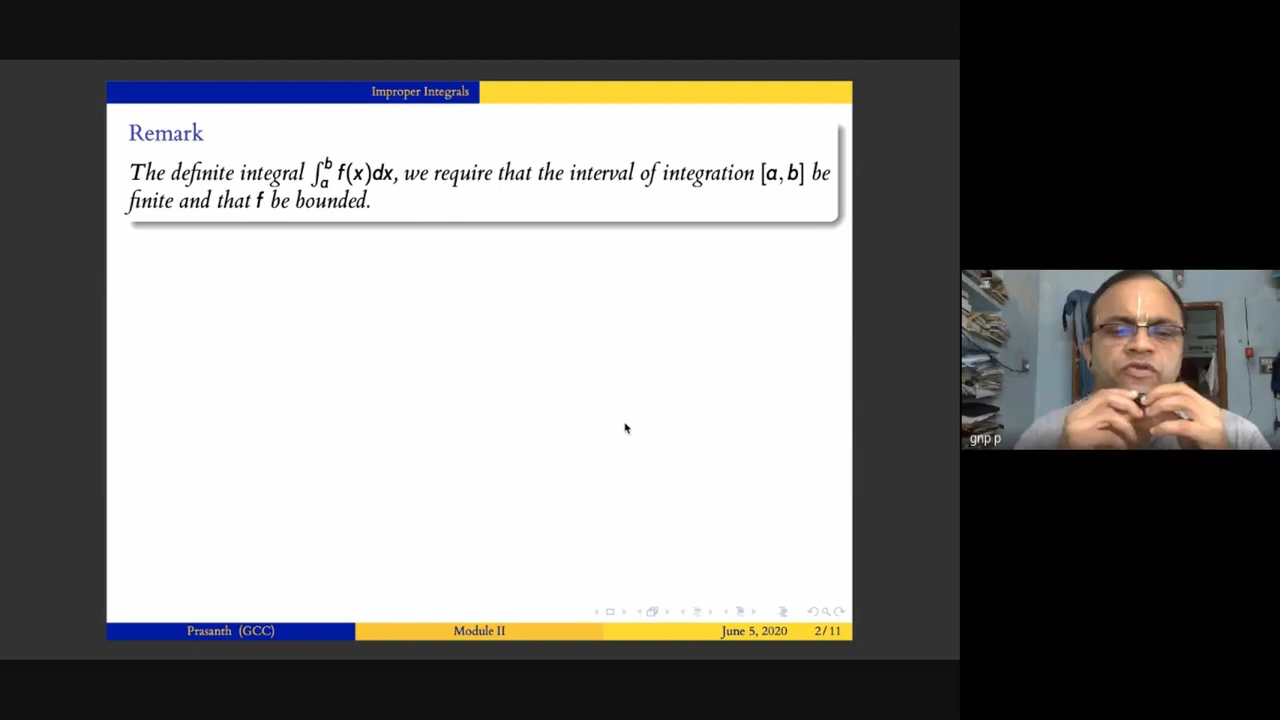 Improper Integrals
Remark
The definite integral ∫_a^b f(x)dx, we require that the interval of integration [a, b] be
finite and that f be bounded.
gnp p
Prasanth (GCC) Module II June 5, 2020 2/11